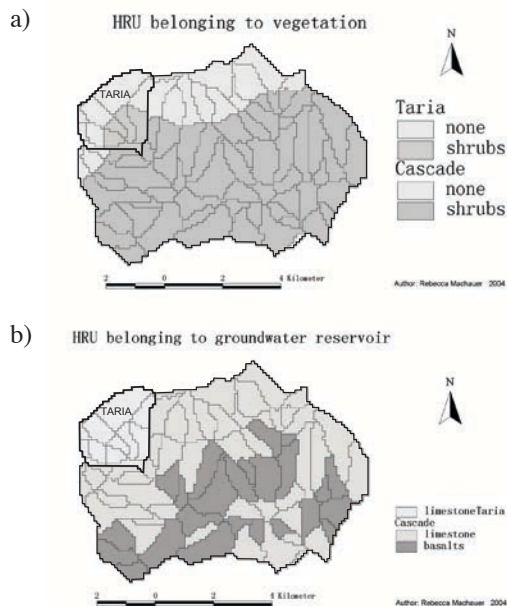 a)
HRU belonging to vegetation
N
TARIA
Taria
none
shrubs
Cascade
none
shrubs
2 0 2 4 Kilometer
Author: Rebecca Machauer 2004
b)
HRU belonging to groundwater reservoir
N
TARIA
limestoneTaria
Cascade
limestone
basalts
2 0 2 4 Kilometer
Author: Rebecca Machauer 2004